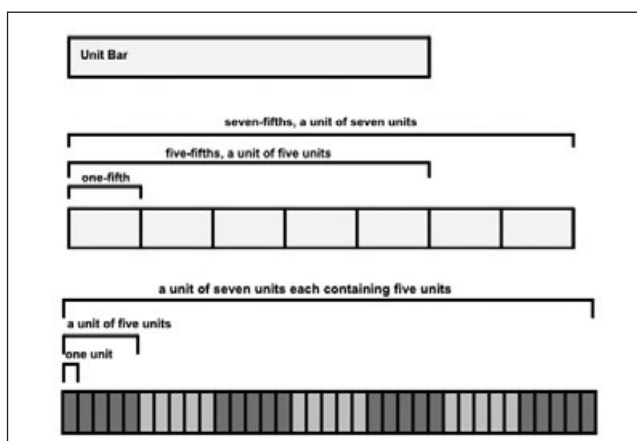 Unit Bar
seven-fifths, a unit of seven units
five-fifths, a unit of five units
one-fifth
a unit of seven units each containing five units
a unit of five units
one unit